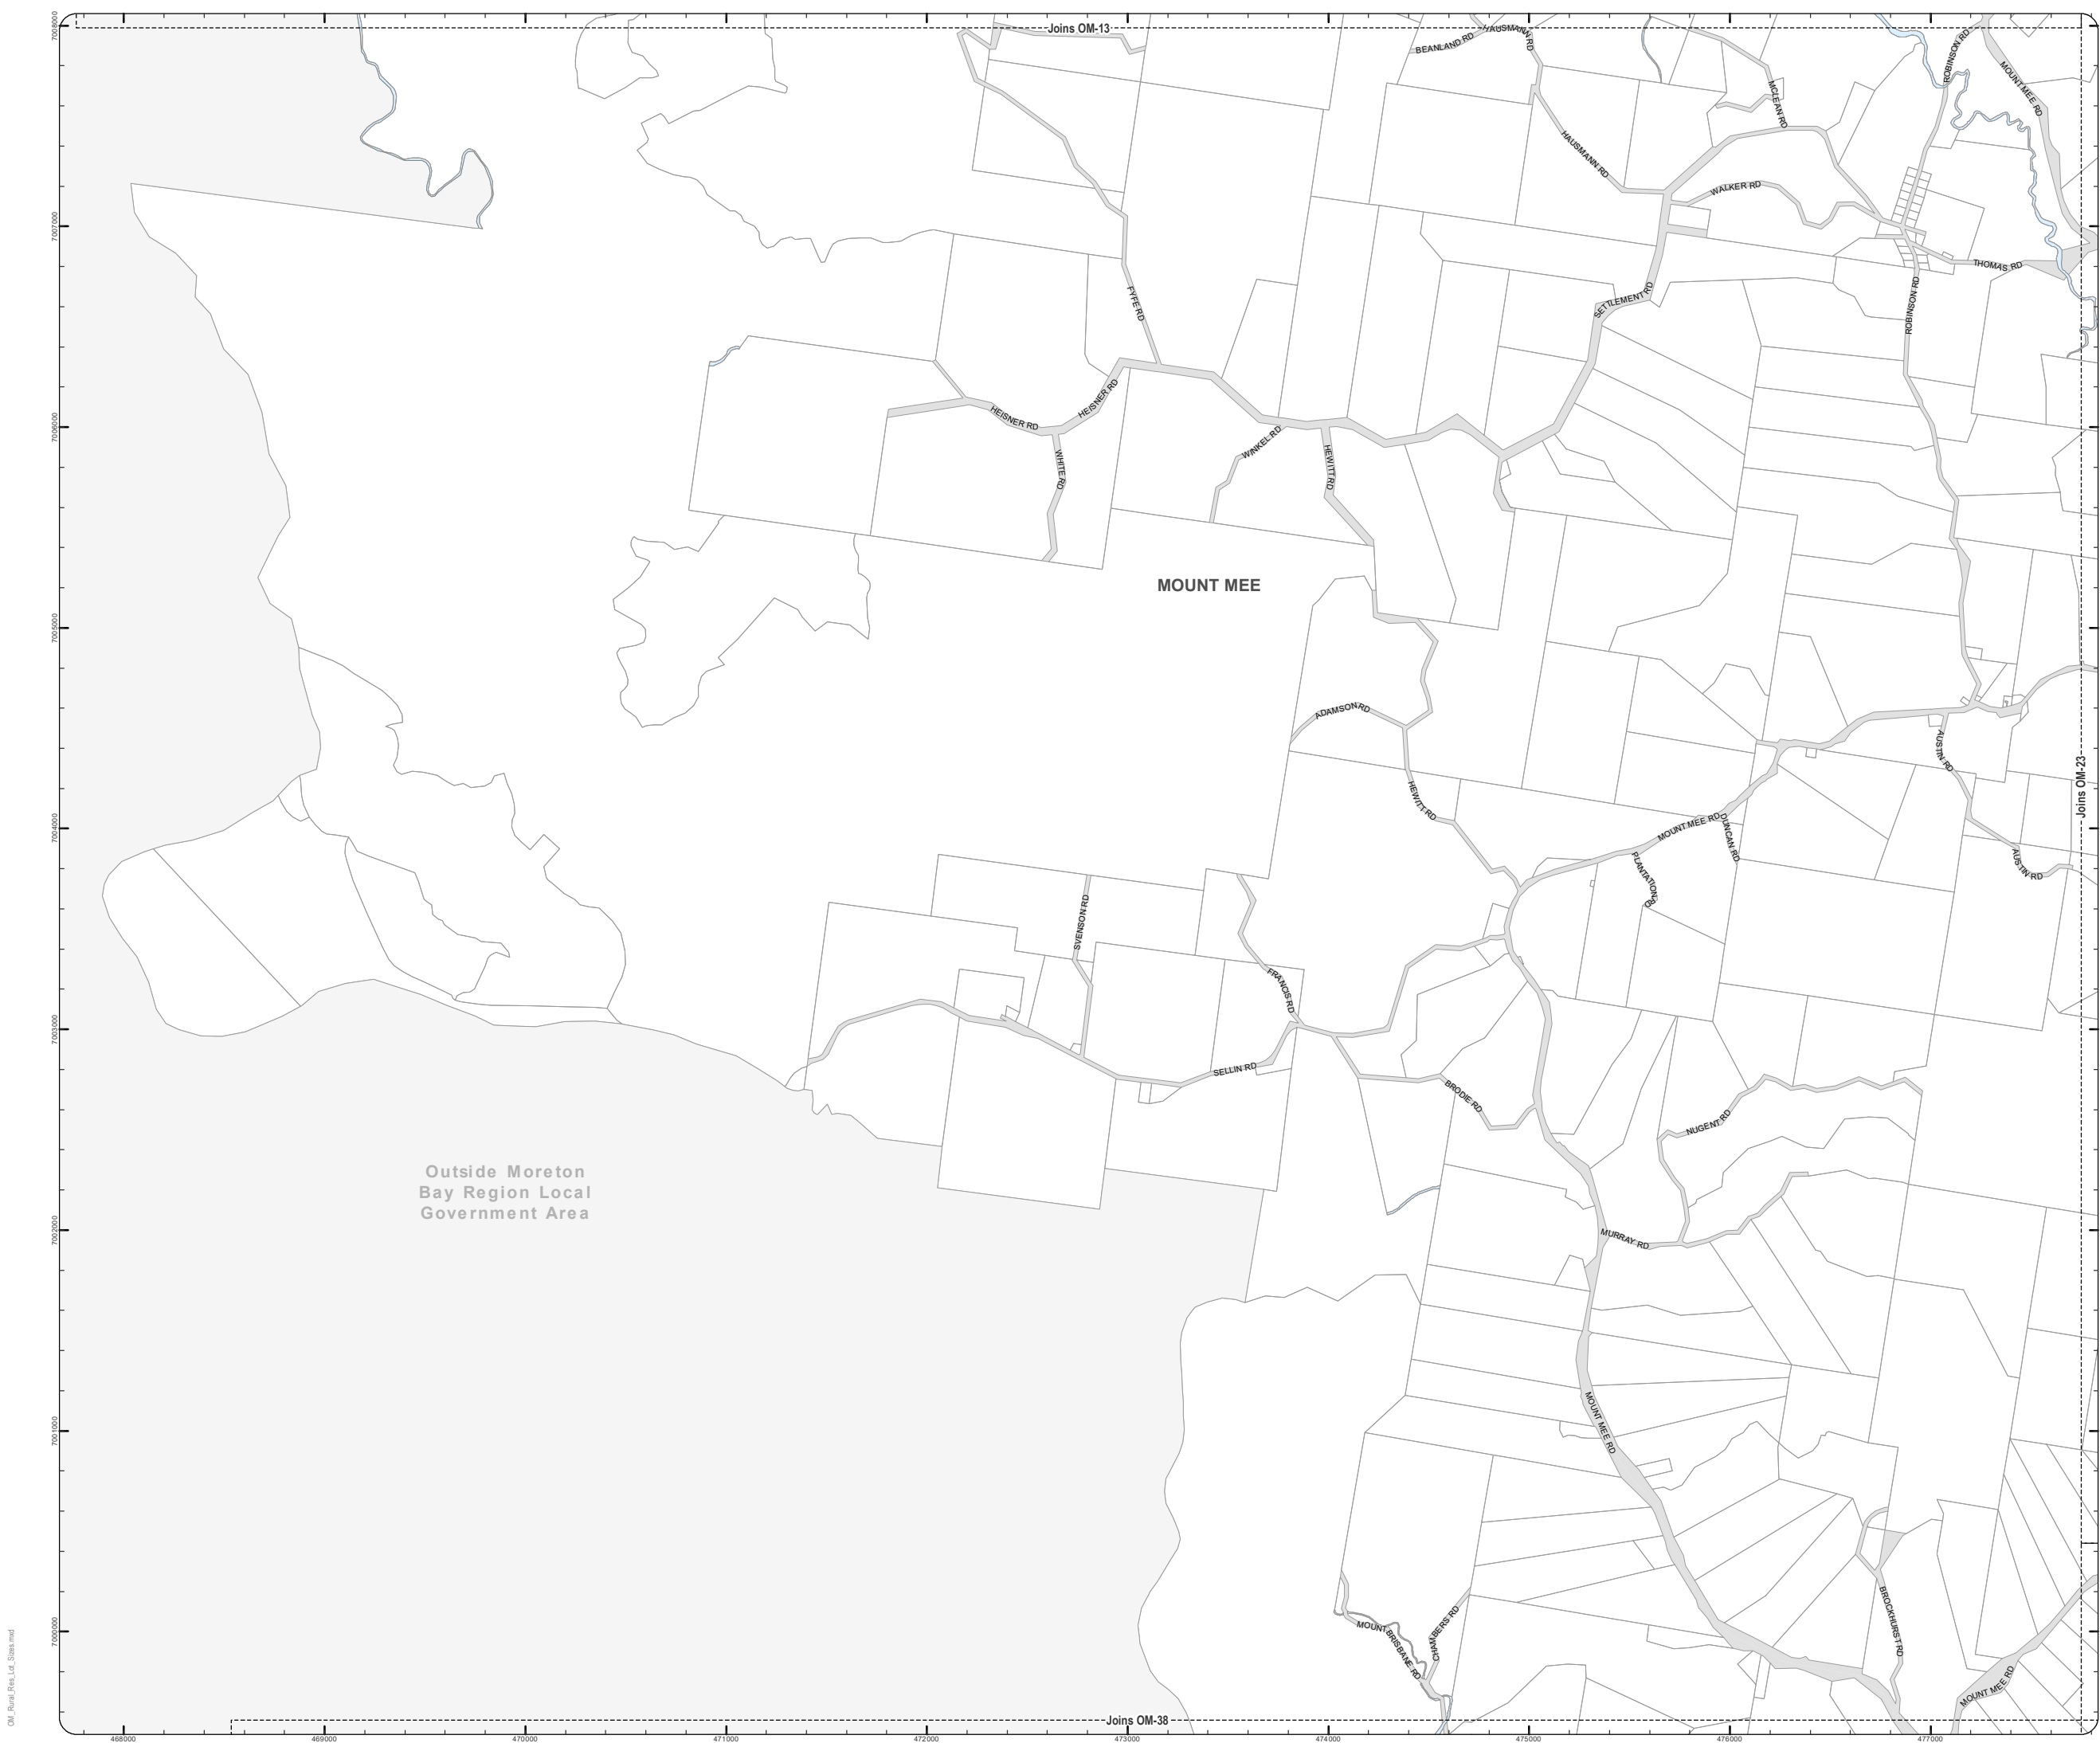 Joins OM-13
BEANLAND RD
HAUSMANN RD
ROBINSON RD
MOUNT MEE RD
MCLEAN RD
HAUSMANN RD
WALKER RD
THOMAS RD
FYFE RD
SETTLEMENT RD
ROBINSON RD
HEISNER RD
HEISNER RD
WINKEL RD
HEWITT RD
WHITE RD
MOUNT MEE
ADAMSON RD
AUSTIN RD
Joins OM-23
HEWITT RD
MOUNT MEE RD
DUNCAN RD
PLANTATION RD
AUSTIN RD
SVENSON RD
FRANCIS RD
SELLIN RD
BRODIE RD
NUGENT RD
Outside Moreton
Bay Region Local
Government Area
MURRAY RD
MOUNT MEE RD
BROCKHURST RD
CHAMBERS RD
MOUNT BRISBANE RD
MOUNT MEE RD
Joins OM-38
7008000
7007000
7006000
7005000
7004000
7003000
7002000
7001000
7000000
468000
469000
470000
471000
472000
473000
474000
475000
476000
477000
OM_Rural_Res_Lot_Sizes.mxd